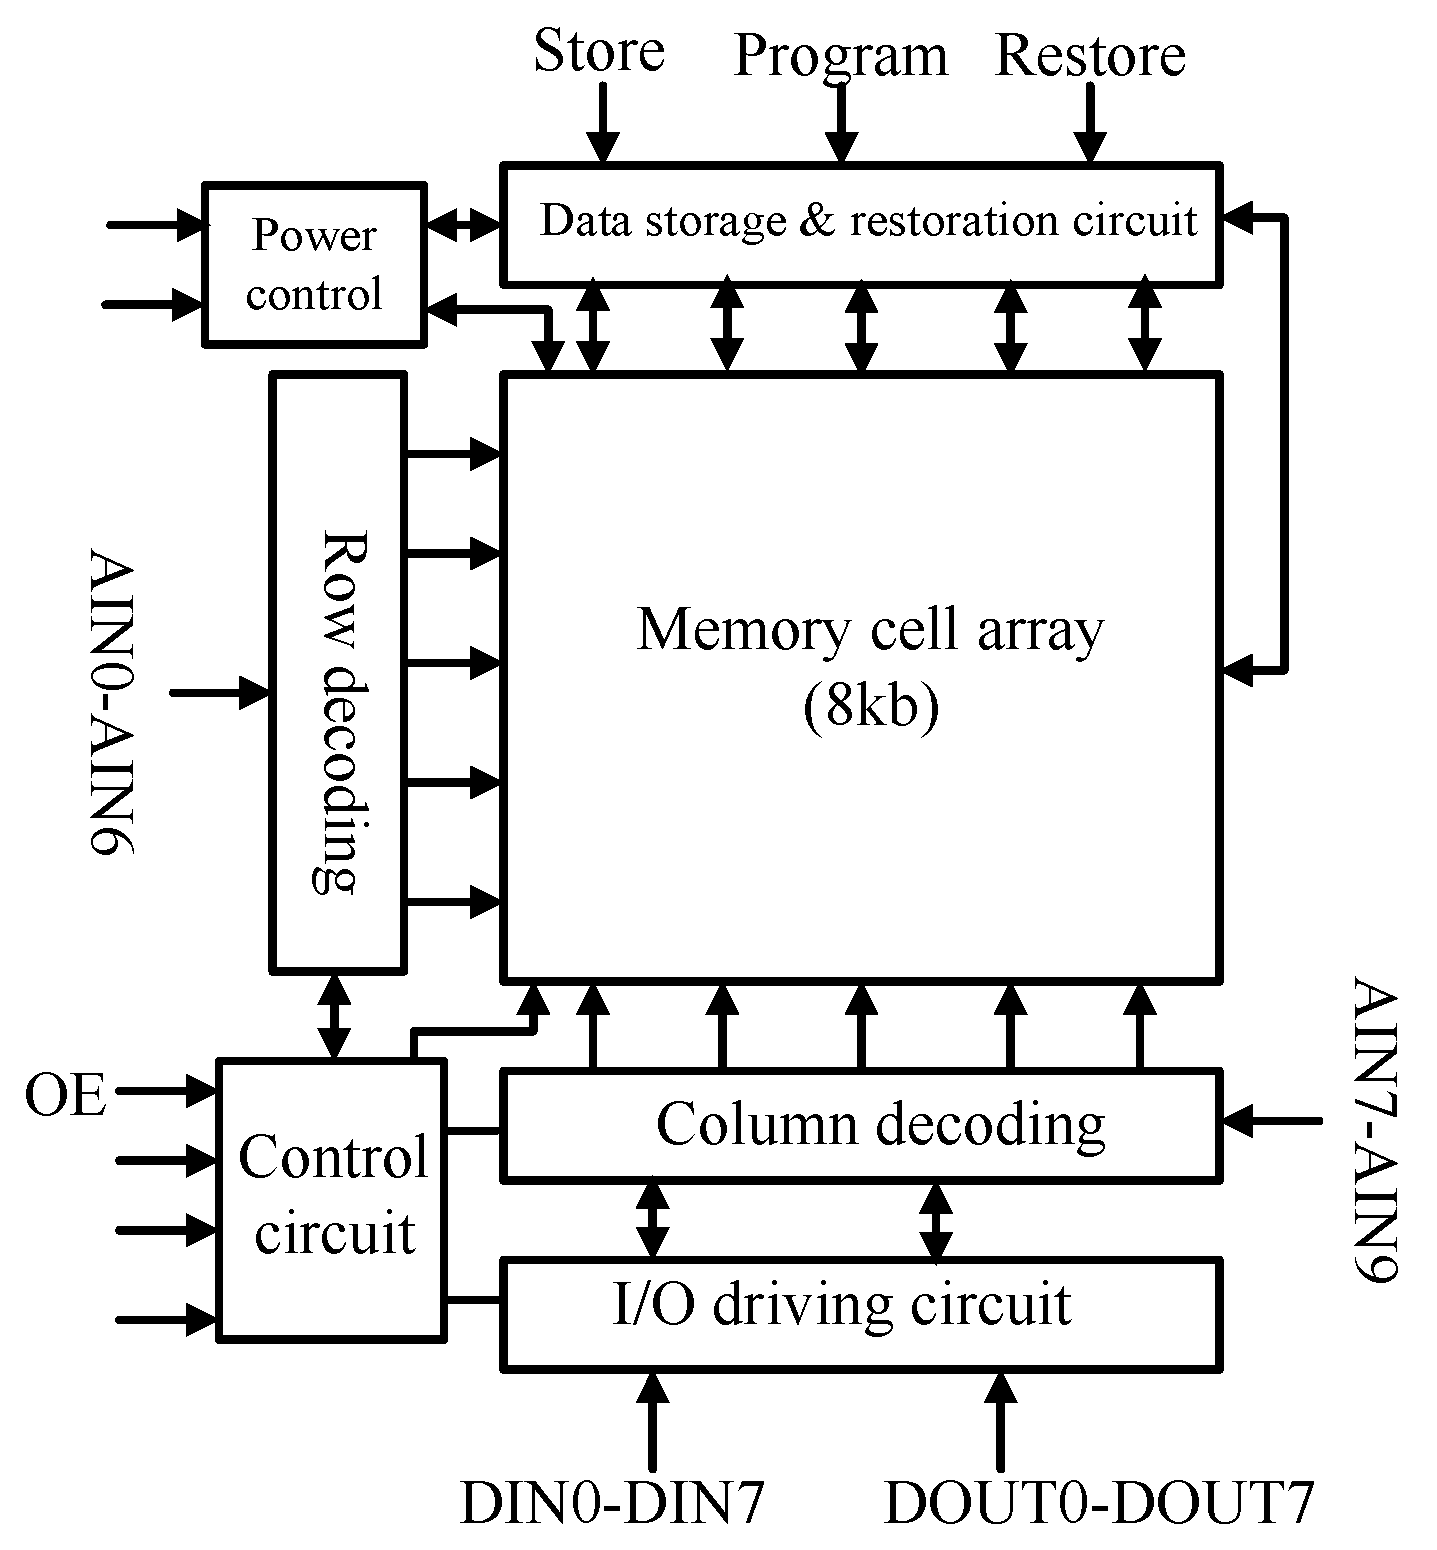 Store Program Restore
Data storage & restoration circuit
Power
control
Row decoding
AIN0-AIN6
Memory cell array
(8kb)
AIN7-AIN9
OE
Control
circuit
Column decoding
I/O driving circuit
DIN0-DIN7
DOUT0-DOUT7